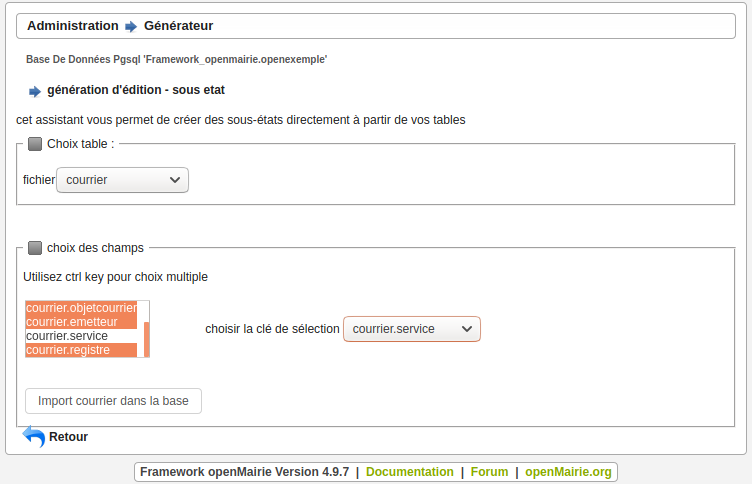 Administration Générateur
Base De Données Pgsql 'Framework_openmairie.openexemple'
génération d'édition - sous etat
cet assistant vous permet de créer des sous-états directement à partir de vos tables
Choix table :
fichier courrier
choix des champs
Utilisez ctrl key pour choix multiple
courrier.objetcourrier
courrier.emetteur
courrier.service
courrier.registre
choisir la clé de sélection courrier.service
Import courrier dans la base
Retour
Framework openMairie Version 4.9.7 | Documentation | Forum | openMairie.org